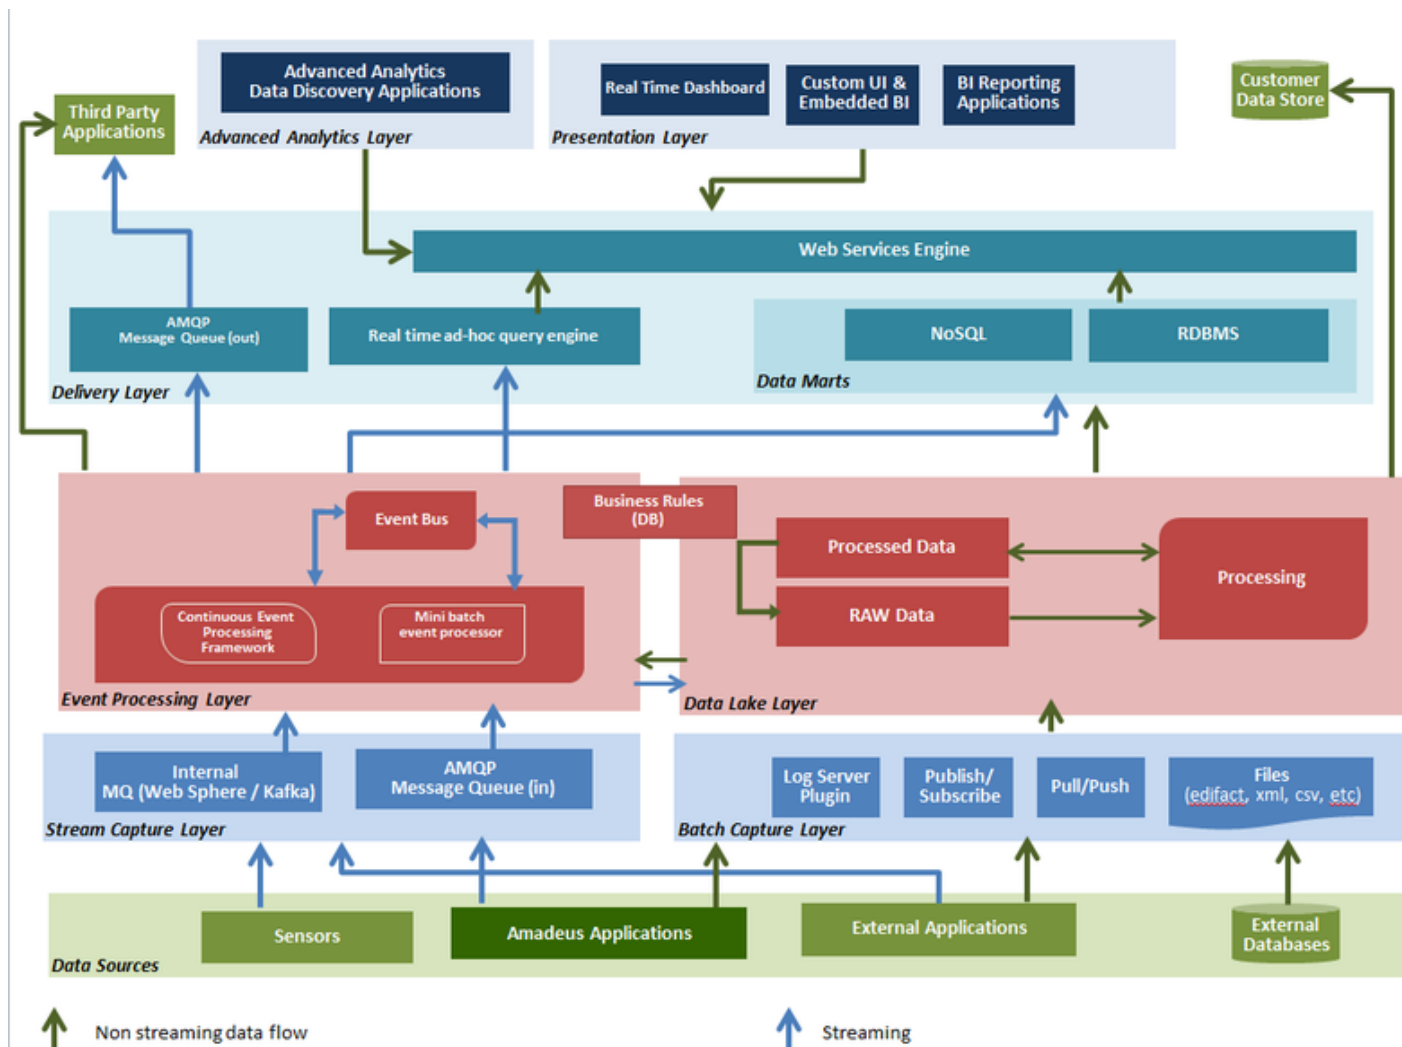 Third Party
Applications
Advanced Analytics
Data Discovery Applications
Advanced Analytics Layer
Real Time Dashboard
Custom UI &
Embedded BI
BI Reporting
Applications
Presentation Layer
Customer
Data Store
Web Services Engine
AMQP
Message Queue (out)
Real time ad-hoc query engine
NoSQL
RDBMS
Data Marts
Delivery Layer
Event Bus
Business Rules
(DB)
Processed Data
RAW Data
Processing
Continuous Event
Processing
Framework
Mini batch
event processor
Event Processing Layer
Data Lake Layer
Internal
MQ (Web Sphere / Kafka)
AMQP
Message Queue (in)
Stream Capture Layer
Log Server
Plugin
Publish/
Subscribe
Pull/Push
Files
(edifact, xml, csv, etc)
Batch Capture Layer
Sensors
Amadeus Applications
External Applications
External
Databases
Data Sources
Non streaming data flow
Streaming